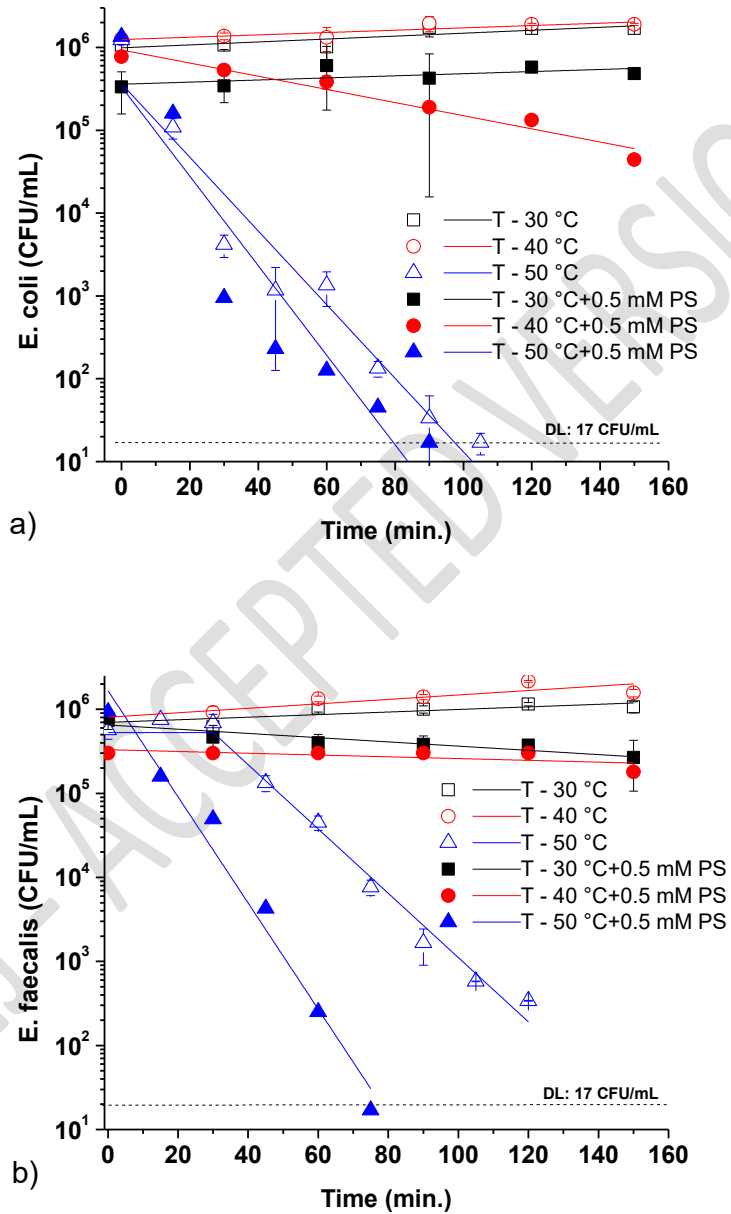 10⁶
10⁵
10⁴
10³
10²
10¹
E. coli (CFU/mL)
T - 30 °C
T - 40 °C
T - 50 °C
T - 30 °C+0.5 mM PS
T - 40 °C+0.5 mM PS
T - 50 °C+0.5 mM PS
DL: 17 CFU/mL
0 20 40 60 80 100 120 140 160
Time (min.)
a)
10⁶
10⁵
10⁴
10³
10²
10¹
E. faecalis (CFU/mL)
T - 30 °C
T - 40 °C
T - 50 °C
T - 30 °C+0.5 mM PS
T - 40 °C+0.5 mM PS
T - 50 °C+0.5 mM PS
DL: 17 CFU/mL
0 20 40 60 80 100 120 140 160
Time (min.)
b)
ACCEPTED VERSIO